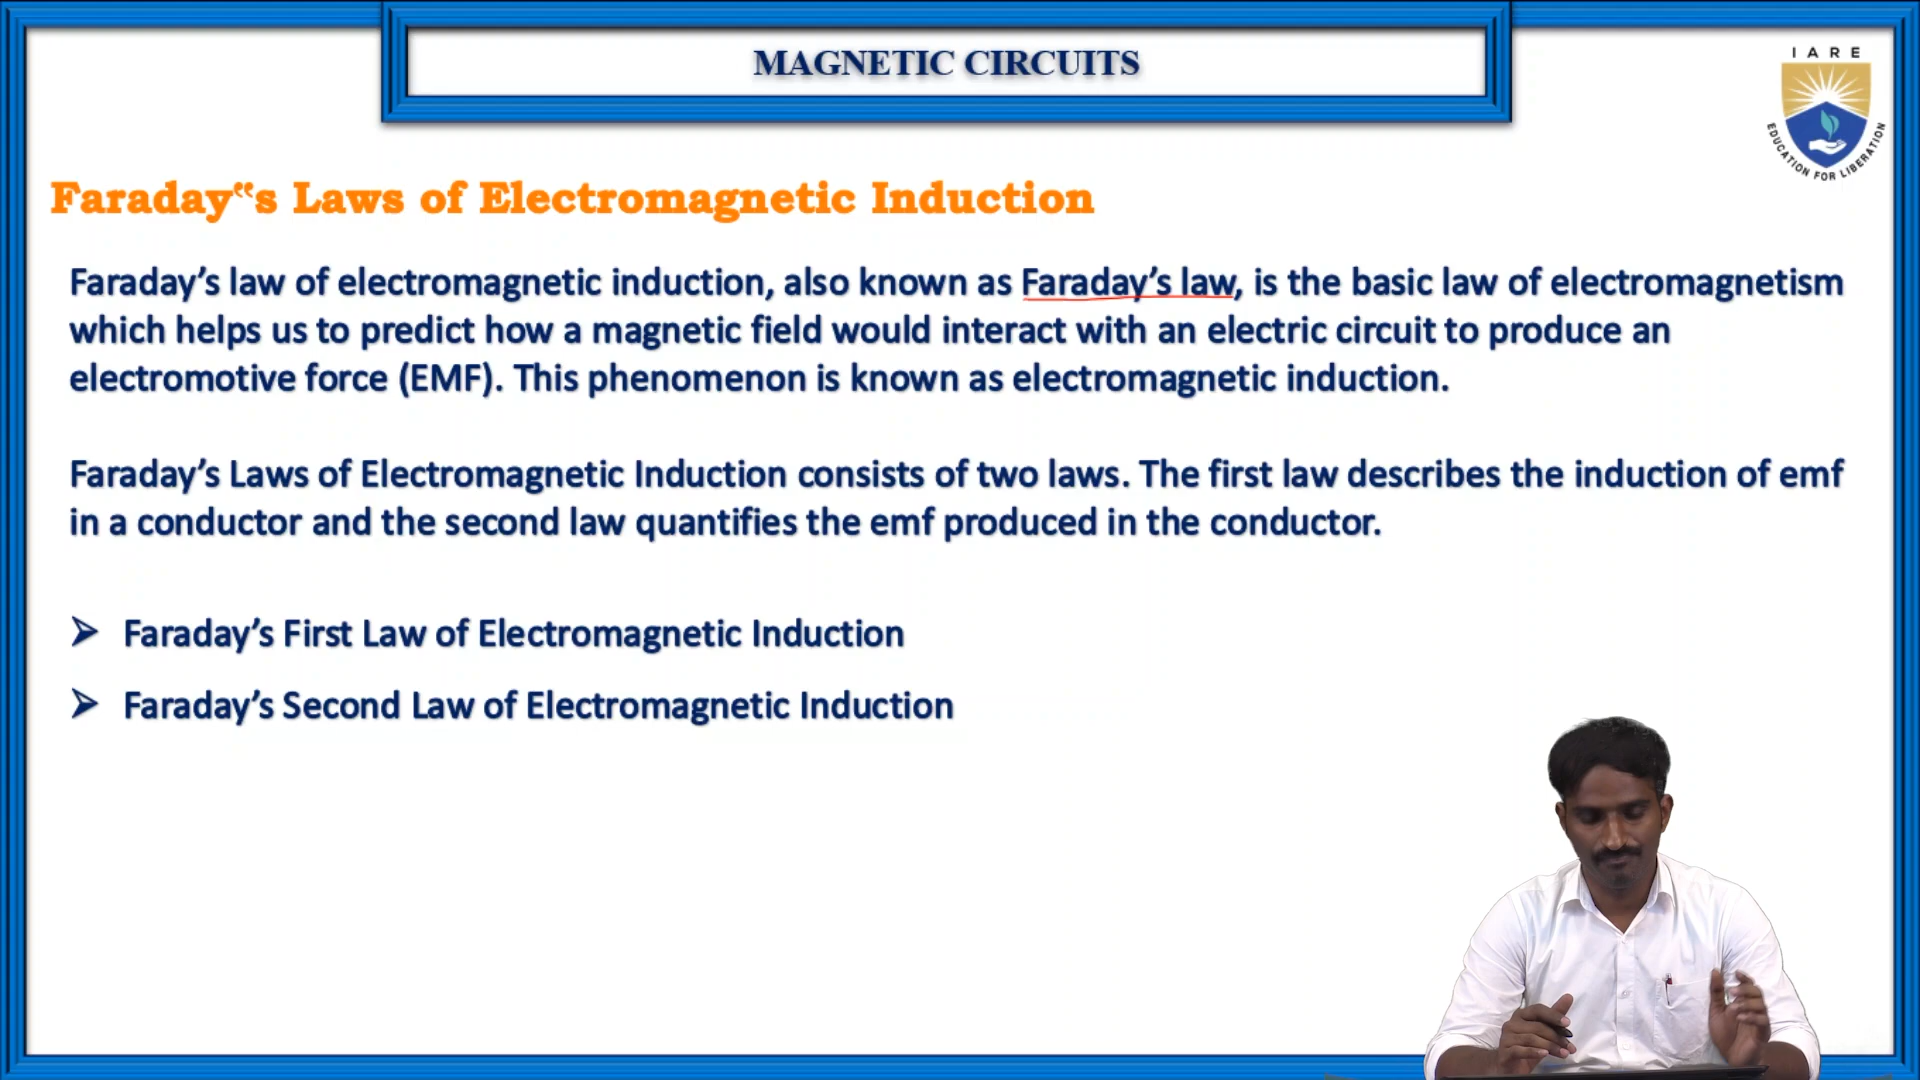 MAGNETIC CIRCUITS
IARE
EDUCATION FOR LIBERATION
Faraday‟s Laws of Electromagnetic Induction
Faraday’s law of electromagnetic induction, also known as Faraday’s law, is the basic law of electromagnetism
which helps us to predict how a magnetic field would interact with an electric circuit to produce an
electromotive force (EMF). This phenomenon is known as electromagnetic induction.
Faraday’s Laws of Electromagnetic Induction consists of two laws. The first law describes the induction of emf
in a conductor and the second law quantifies the emf produced in the conductor.
➢ Faraday’s First Law of Electromagnetic Induction
➢ Faraday’s Second Law of Electromagnetic Induction